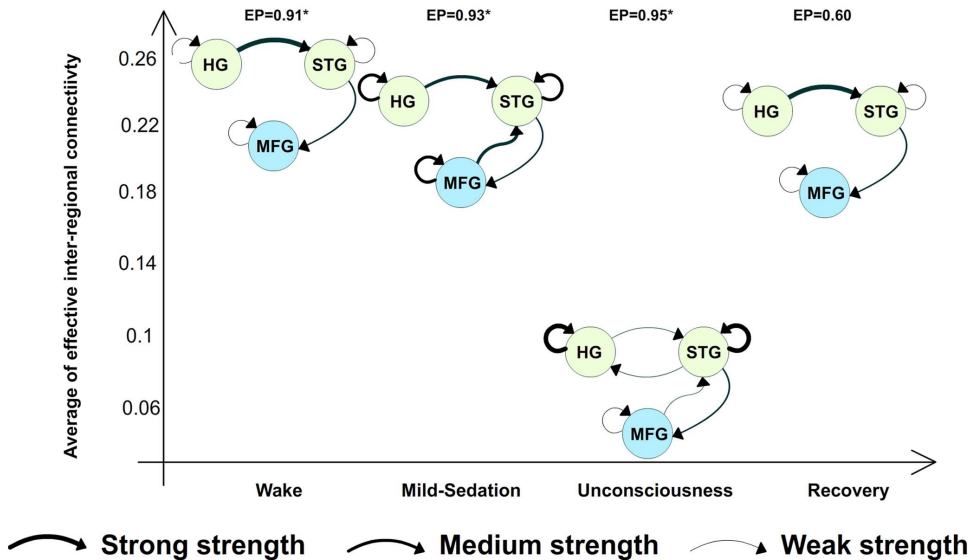 EP=0.91* EP=0.93* EP=0.95* EP=0.60
Average of effective inter-regional connectiivty
0.26
0.22
0.18
0.14
0.1
0.06
HG STG
MFG
HG STG
MFG
HG STG
MFG
HG STG
MFG
Wake Mild-Sedation Unconsciousness Recovery
Strong strength Medium strength Weak strength